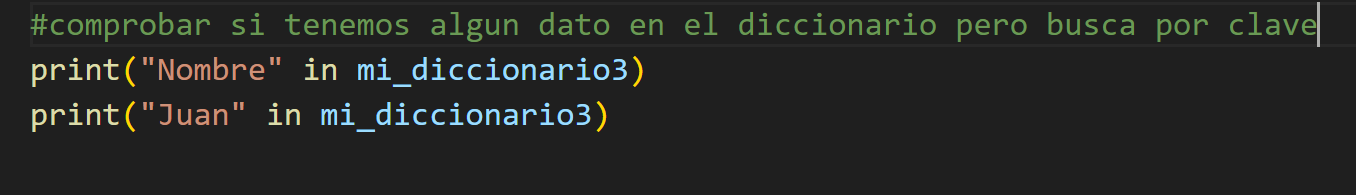 #comprobar si tenemos algun dato en el diccionario pero busca por clave
print("Nombre" in mi_diccionario3)
print("Juan" in mi_diccionario3)